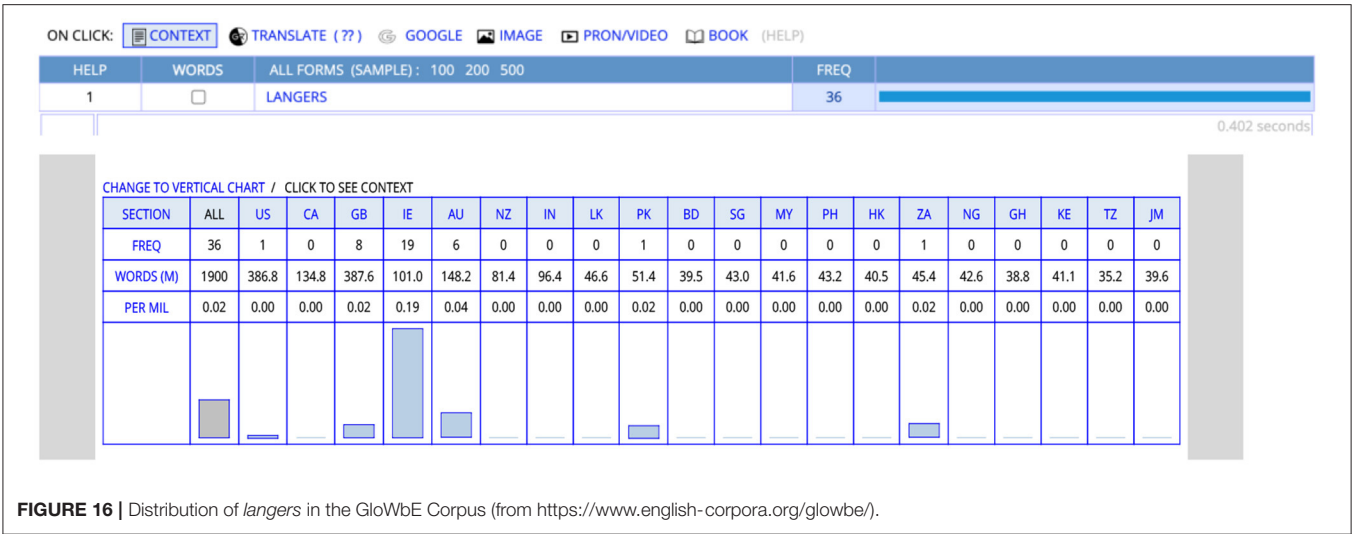 ON CLICK: CONTEXT TRANSLATE (??) GOOGLE IMAGE PRON/VIDEO BOOK (HELP)
HELP WORDS ALL FORMS (SAMPLE): 100 200 500 FREQ
1 LANGERS 36
0.402 seconds
CHANGE TO VERTICAL CHART / CLICK TO SEE CONTEXT
SECTION ALL US CA GB IE AU NZ IN LK PK BD SG MY PH HK ZA NG GH KE TZ JM
FREQ 36 1 0 8 19 6 0 0 0 1 0 0 0 0 0 1 0 0 0 0 0
WORDS (M) 1900 386.8 134.8 387.6 101.0 148.2 81.4 96.4 46.6 51.4 39.5 43.0 41.6 43.2 40.5 45.4 42.6 38.8 41.1 35.2 39.6
PER MIL 0.02 0.00 0.00 0.02 0.19 0.04 0.00 0.00 0.00 0.02 0.00 0.00 0.00 0.00 0.00 0.02 0.00 0.00 0.00 0.00 0.00
FIGURE 16 | Distribution of langers in the GloWbE Corpus (from https://www.english-corpora.org/glowbe/).